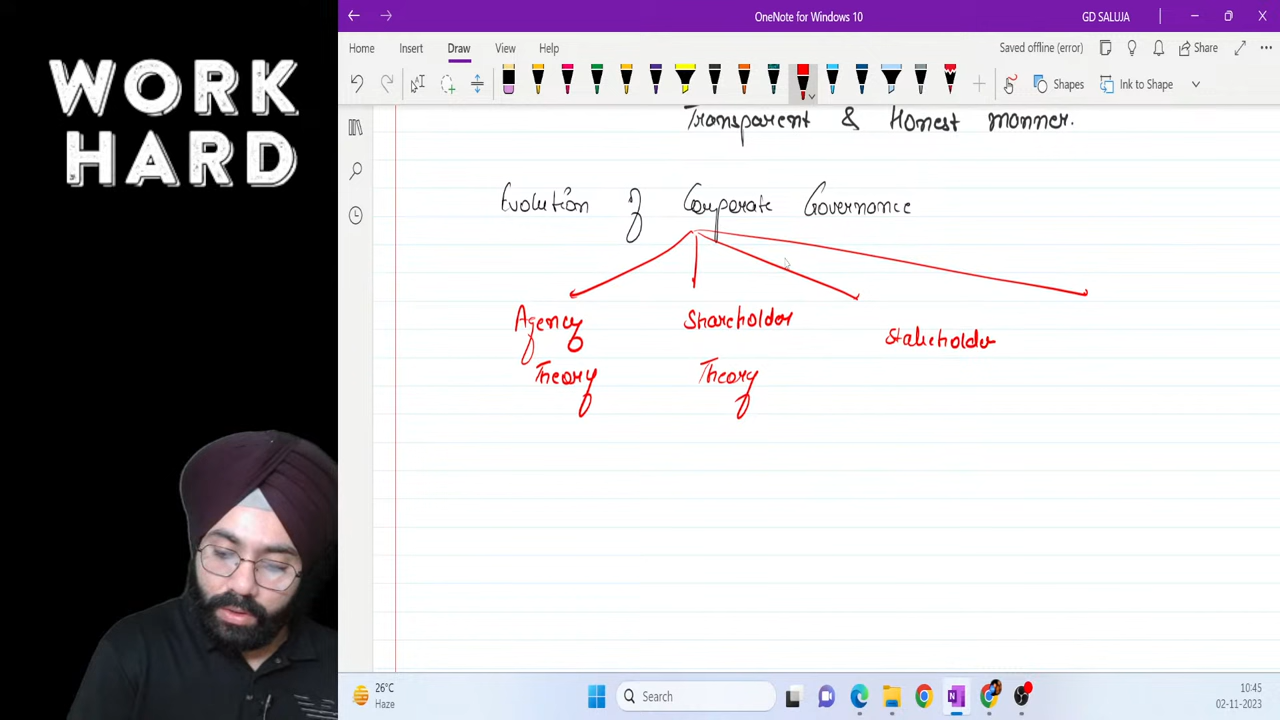 WORK
HARD
OneNote for Windows 10
GD SALUJA
Home Insert Draw View Help
Saved offline (error)
Share
Shapes
Ink to Shape
Transparent & Honest manner.
Evolution of Corporate Governance
Agency
Theory
Shareholder
Theory
Stakeholder
26°C
Haze
Search
10:45
02-11-2023